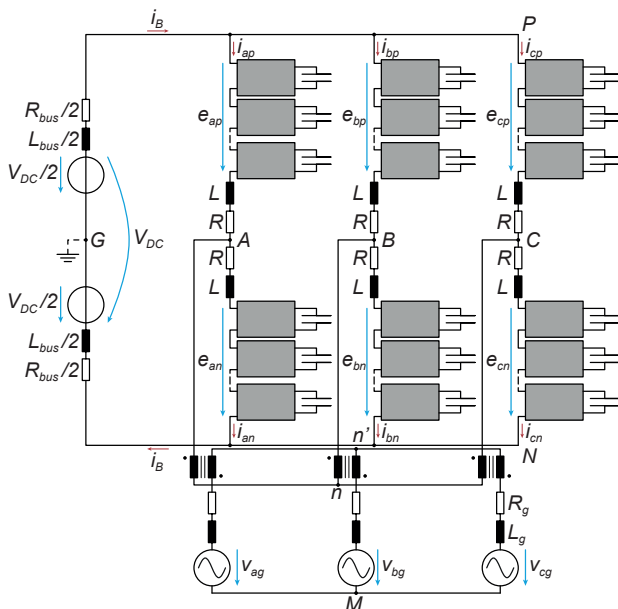 i_B P
i_ap i_bp i_cp
R_bus/2 e_ap e_bp e_cp
L_bus/2
V_DC/2
L L L
R R R
G V_DC A B C
R R R
V_DC/2 L L L
L_bus/2
R_bus/2 e_an e_bn e_cn
i_an n' i_bn i_cn
i_B N
n
R_g
L_g
v_ag v_bg v_cg
M